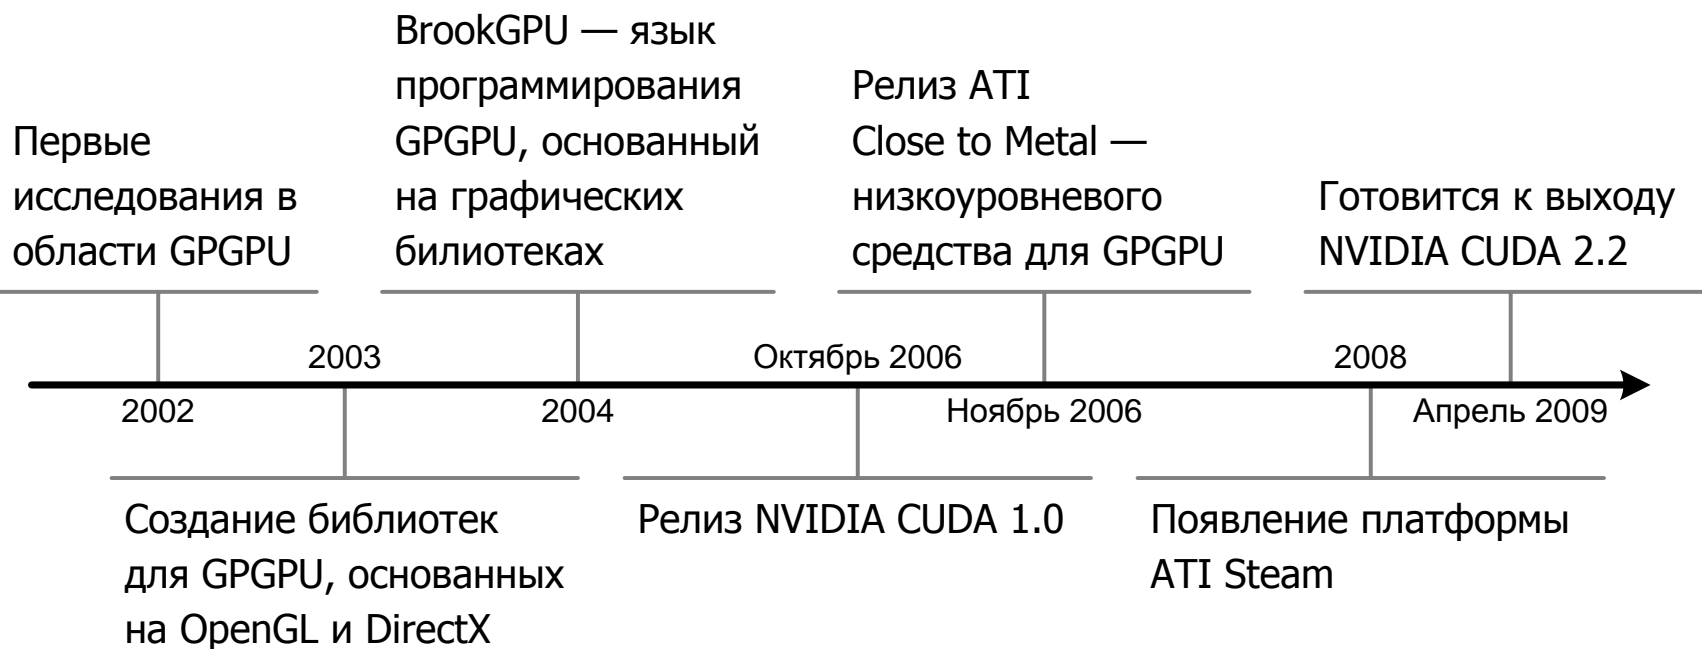 Первые
исследования в
области GPGPU
2002
2003
Создание библиотек
для GPGPU, основанных
на OpenGL и DirectX
BrookGPU — язык
программирования
GPGPU, основанный
на графических
билиотеках
2004
Октябрь 2006
Релиз NVIDIA CUDA 1.0
Релиз ATI
Close to Metal —
низкоуровневого
средства для GPGPU
Ноябрь 2006
2008
Появление платформы
ATI Steam
Готовится к выходу
NVIDIA CUDA 2.2
Апрель 2009